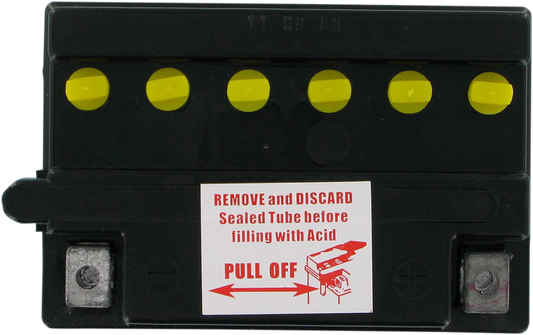 REMOVE and DISCARD
Sealed Tube before
filling with Acid
PULL OFF